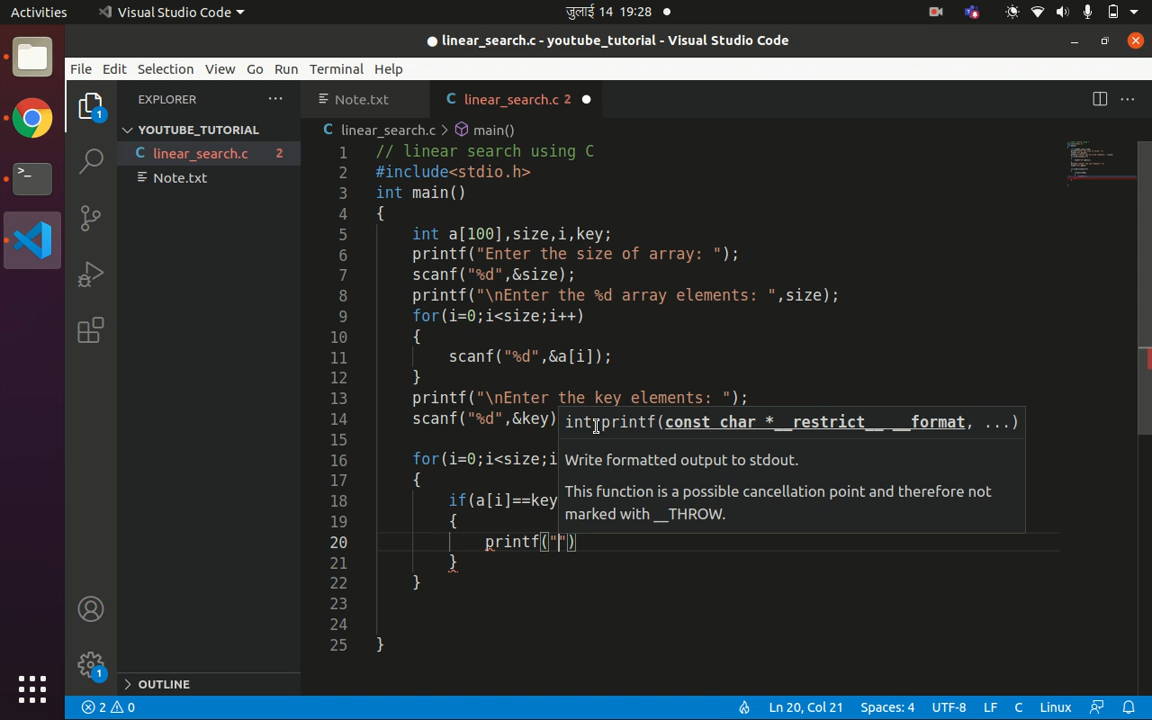 Activities Visual Studio Code जुलाई 14 19:28
linear_search.c - youtube_tutorial - Visual Studio Code
File Edit Selection View Go Run Terminal Help
EXPLORER Note.txt linear_search.c 2
YOUTUBE_TUTORIAL
linear_search.c 2
Note.txt
linear_search.c > main()
1 // linear search using C
2 #include<stdio.h>
3 int main()
4 {
5 int a[100],size,i,key;
6 printf("Enter the size of array: ");
7 scanf("%d",&size);
8 printf("\nEnter the %d array elements: ",size);
9 for(i=0;i<size;i++)
10 {
11 scanf("%d",&a[i]);
12 }
13 printf("\nEnter the key elements: ");
14 scanf("%d",&key)
15
16 for(i=0;i<size;i
17 {
18 if(a[i]==key
19 {
20 printf("")
21 }
22 }
23
24
25 }
int printf(const char *__restrict__ __format, ...)
Write formatted output to stdout.
This function is a possible cancellation point and therefore not
marked with __THROW.
1
1
OUTLINE
2 0 Ln 20, Col 21 Spaces: 4 UTF-8 LF C Linux